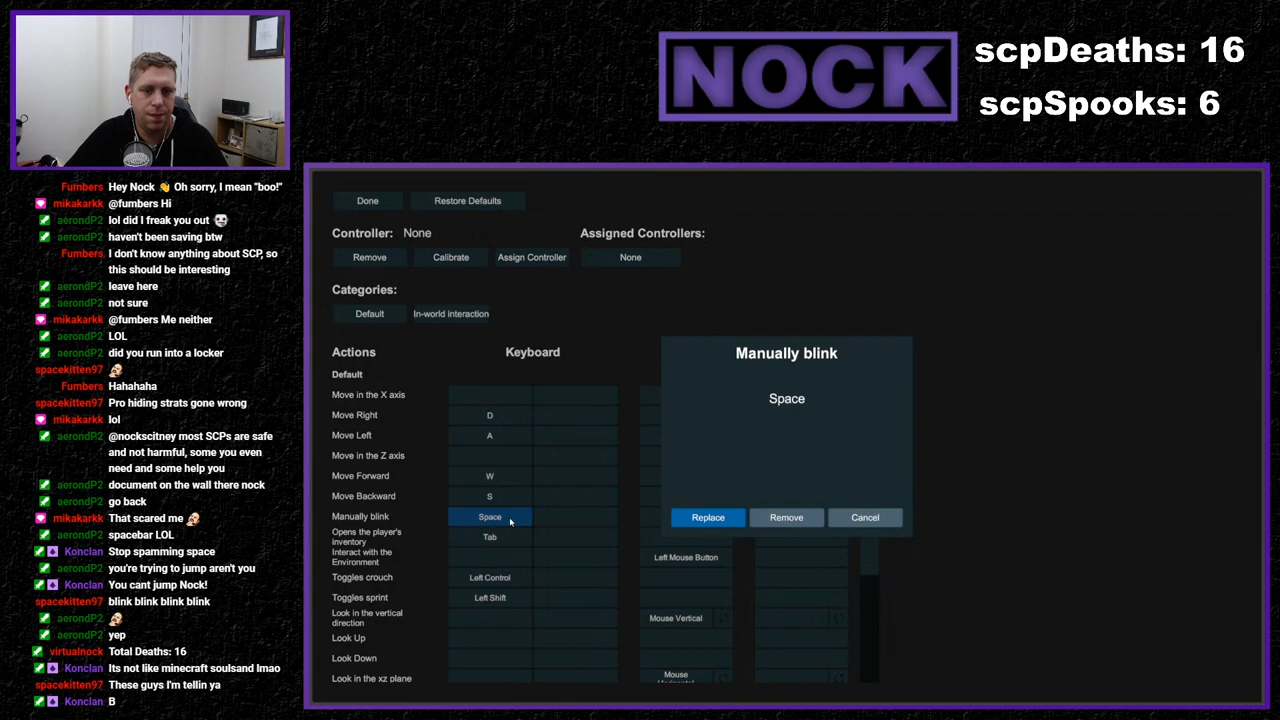 NOCK
scpDeaths: 16
scpSpooks: 6
Fumbers Hey Nock 👋 Oh sorry, I mean "boo!"
mikakarkk @fumbers Hi
aerondP2 lol did I freak you out
aerondP2 haven't been saving btw
Fumbers I don't know anything about SCP, so
this should be interesting
aerondP2 leave here
aerondP2 not sure
mikakarkk @fumbers Me neither
aerondP2 LOL
aerondP2 did you run into a locker
spacekitten97
Fumbers Hahahaha
spacekitten97 Pro hiding strats gone wrong
mikakarkk lol
aerondP2 @nockscitney most SCPs are safe
and not harmful, some you even
need and some help you
aerondP2 document on the wall there nock
aerondP2 go back
mikakarkk That scared me
aerondP2 spacebar LOL
Konclan Stop spamming space
aerondP2 you're trying to jump aren't you
Konclan You cant jump Nock!
spacekitten97 blink blink blink blink
aerondP2
aerondP2 yep
virtualnock Total Deaths: 16
Konclan Its not like minecraft soulsand lmao
spacekitten97 These guys I'm tellin ya
Konclan B
Done Restore Defaults
Controller: None Assigned Controllers:
Remove Calibrate Assign Controller None
Categories:
Default In-world interaction
Actions Keyboard
Default
Move in the X axis
Move Right D
Move Left A
Move in the Z axis
Move Forward W
Move Backward S
Manually blink Space
Opens the player's
inventory Tab
Interact with the
Environment Left Mouse Button
Toggles crouch Left Control
Toggles sprint Left Shift
Look in the vertical
direction Mouse Vertical
Look Up
Look Down
Look in the xz plane Mouse
Manually blink
Space
Replace Remove Cancel